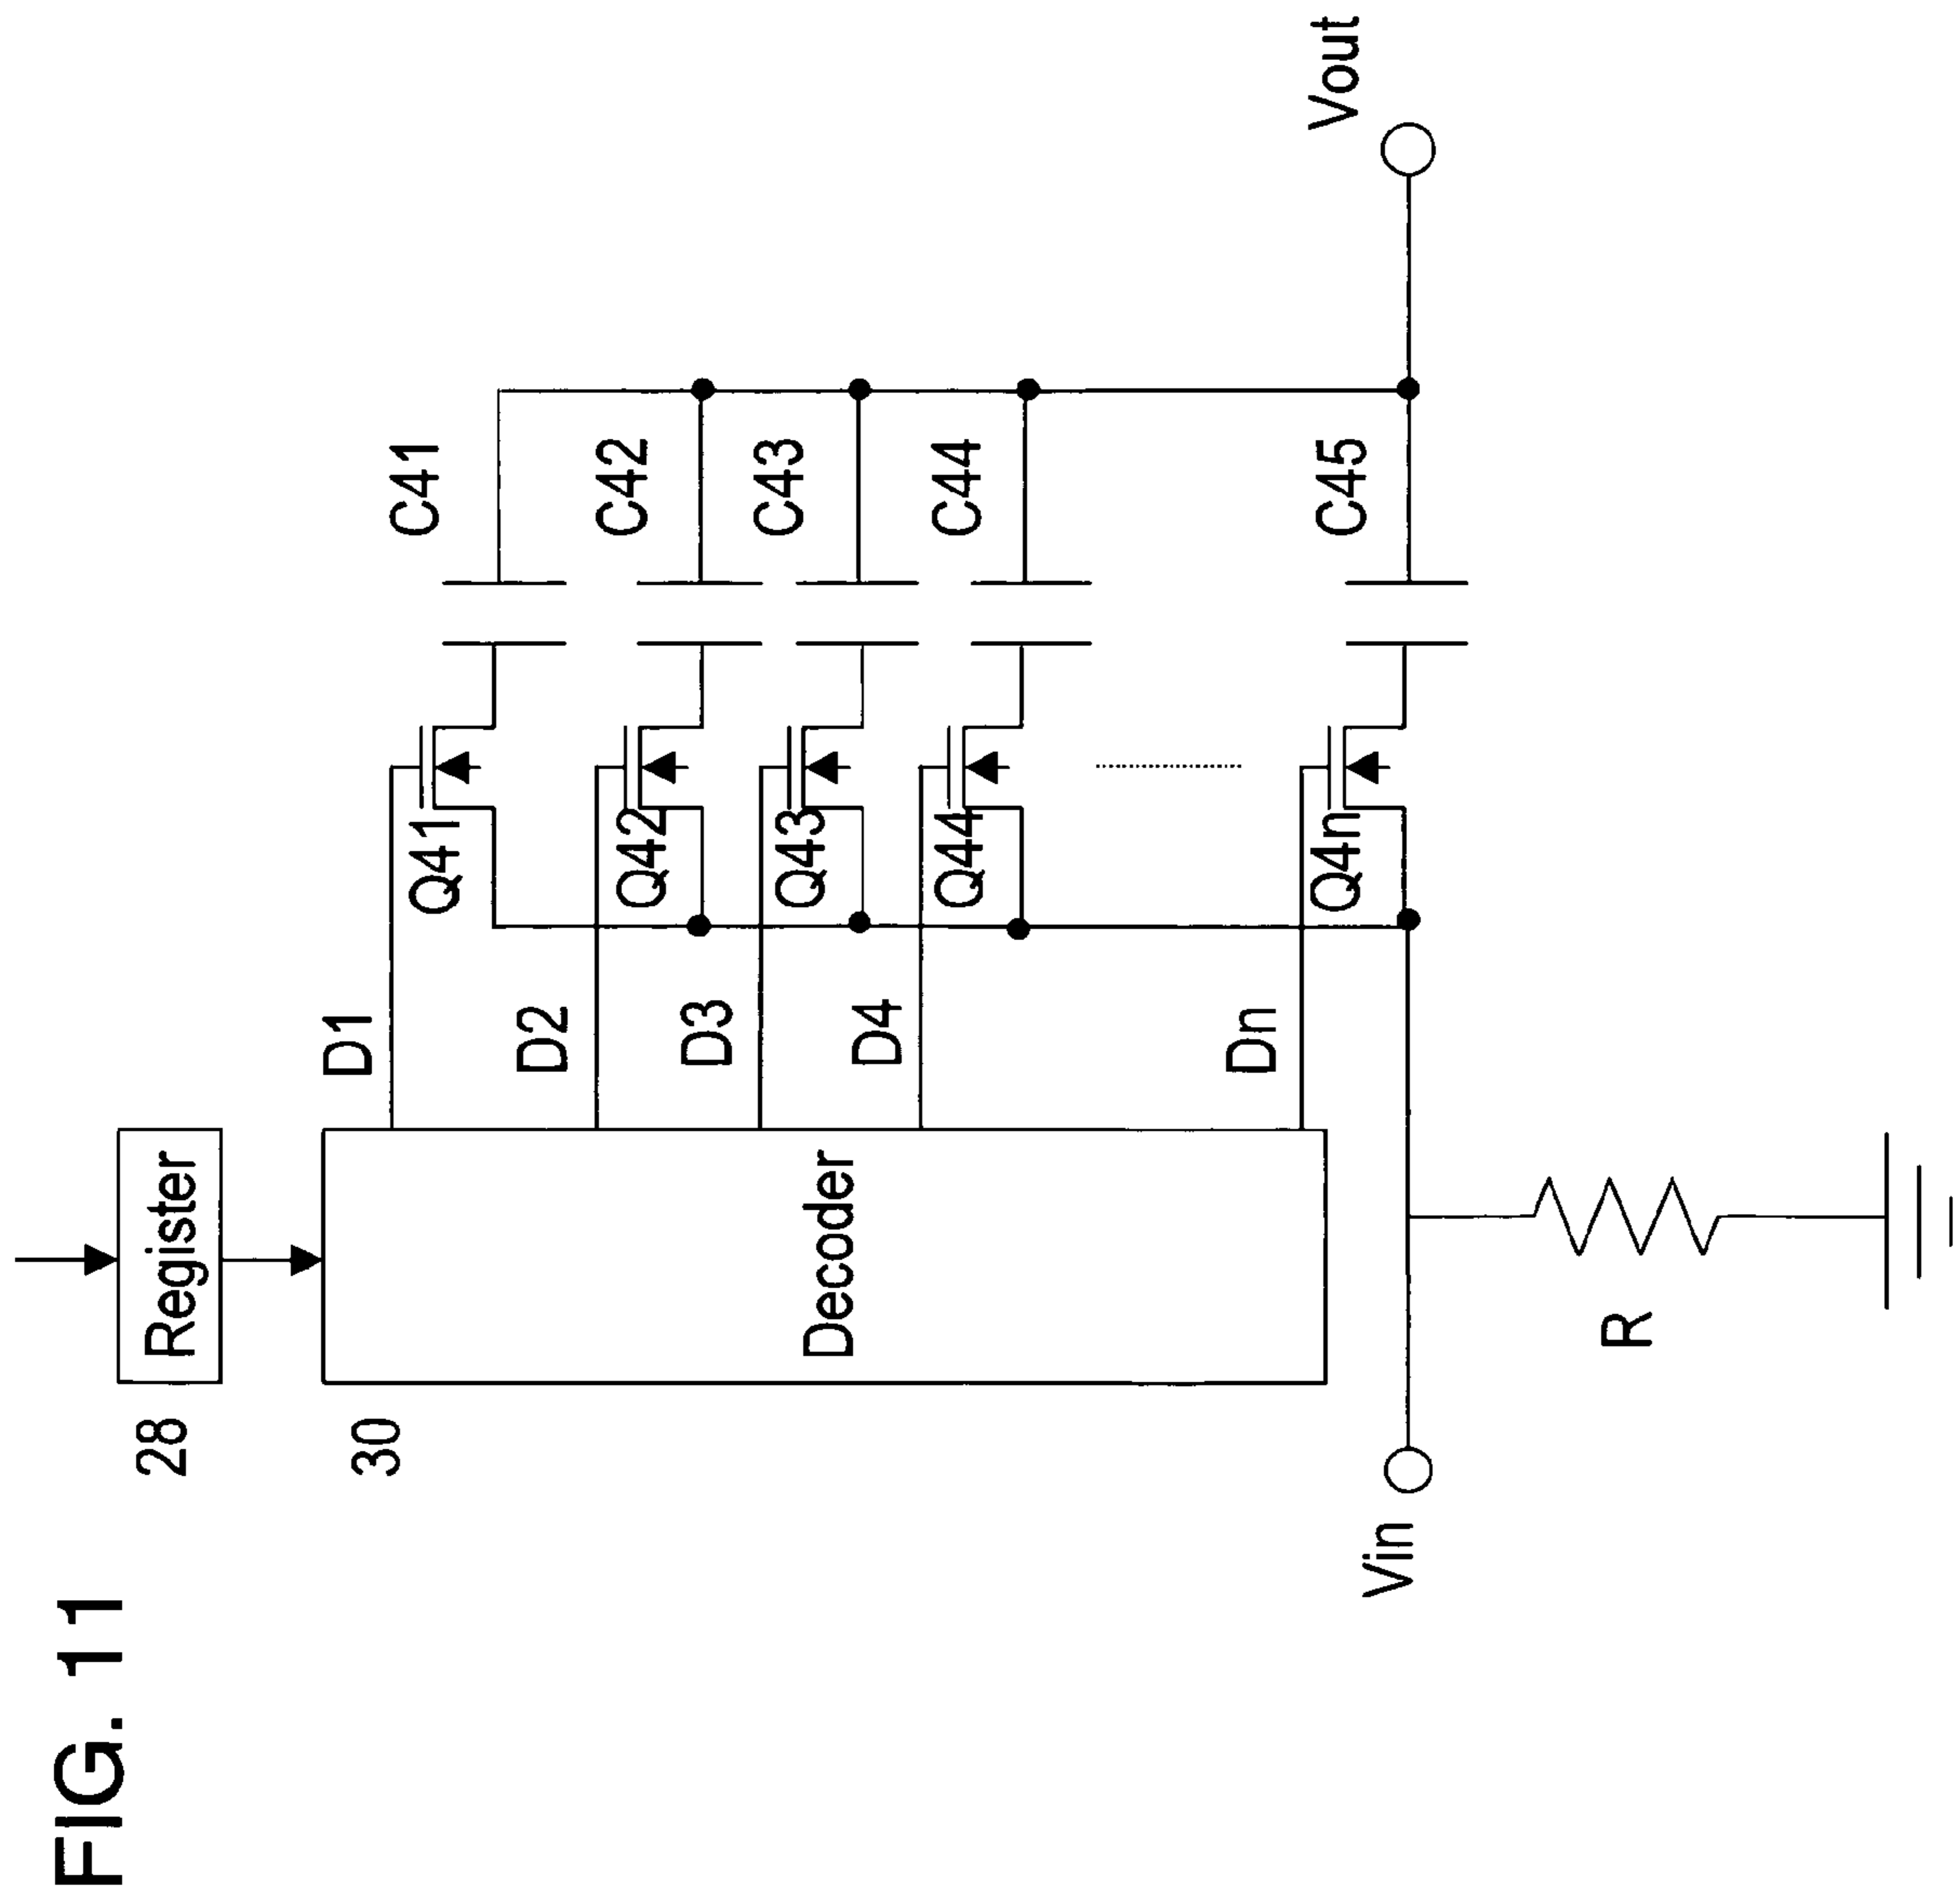 FIG. 11
28
Register
30
Decoder
D1
D2
D3
D4
Dn
Q41
Q42
Q43
Q44
Q4n
C41
C42
C43
C44
C45
Vin
R
Vout